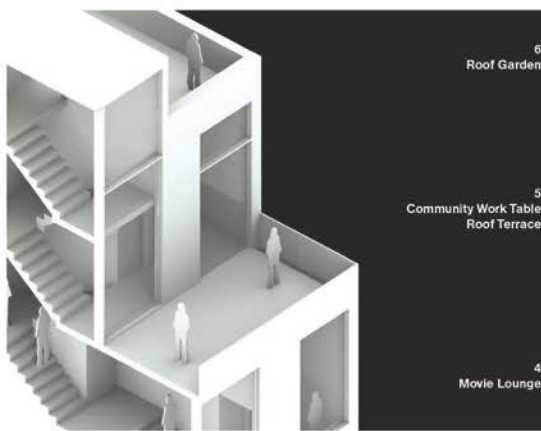 6
Roof Garden
5
Community Work Table
Roof Terrace
4
Movie Lounge